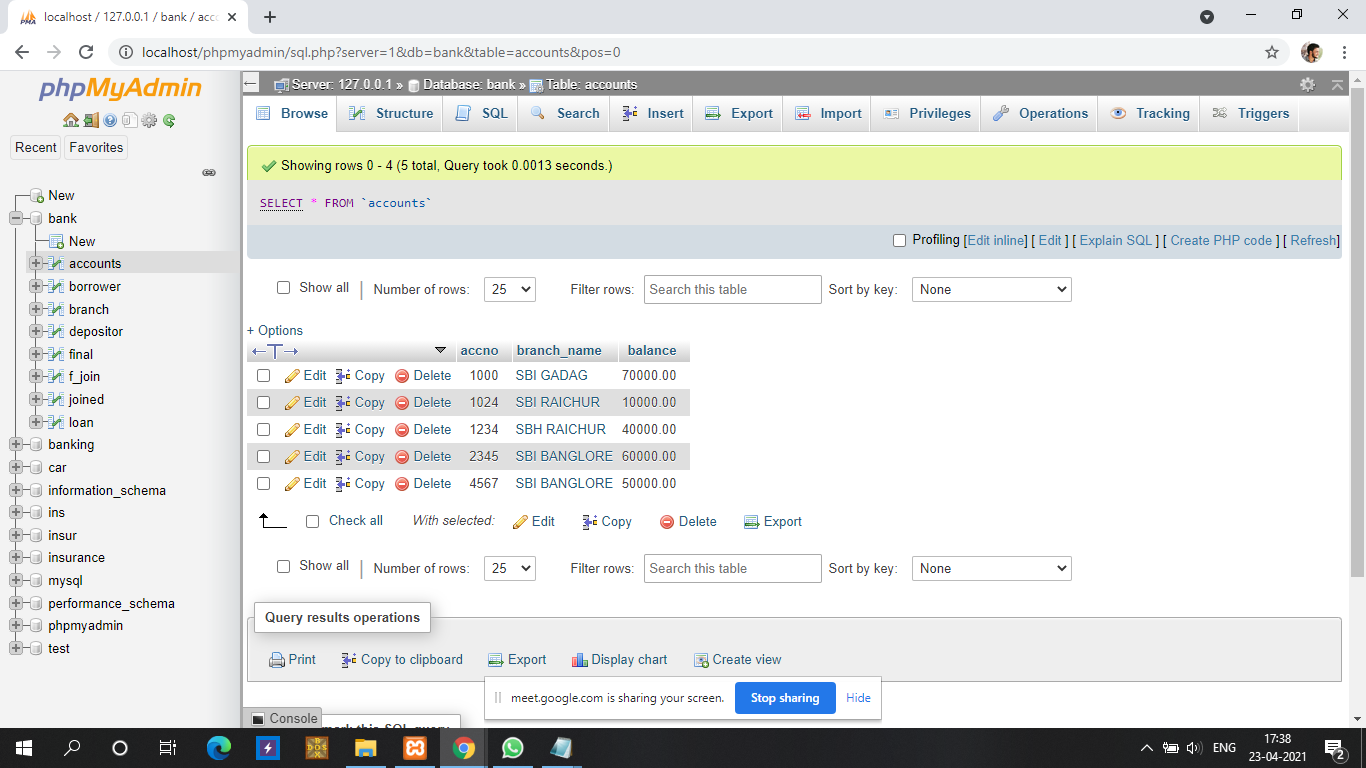 localhost / 127.0.0.1 / bank / acc
localhost/phpmyadmin/sql.php?server=1&db=bank&table=accounts&pos=0
phpMyAdmin
Recent Favorites
New
bank
New
accounts
borrower
branch
depositor
final
f_join
joined
loan
banking
car
information_schema
ins
insur
insurance
mysql
performance_schema
phpmyadmin
test
Server: 127.0.0.1 » Database: bank » Table: accounts
Browse Structure SQL Search Insert Export Import Privileges Operations Tracking Triggers
Showing rows 0 - 4 (5 total, Query took 0.0013 seconds.)
SELECT * FROM `accounts`
Profiling [Edit inline] [ Edit ] [ Explain SQL ] [ Create PHP code ] [ Refresh]
Show all | Number of rows: 25 Filter rows: Search this table Sort by key: None
+ Options
←T→ accno branch_name balance
Edit Copy Delete 1000 SBI GADAG 70000.00
Edit Copy Delete 1024 SBI RAICHUR 10000.00
Edit Copy Delete 1234 SBH RAICHUR 40000.00
Edit Copy Delete 2345 SBI BANGLORE 60000.00
Edit Copy Delete 4567 SBI BANGLORE 50000.00
Check all With selected: Edit Copy Delete Export
Show all | Number of rows: 25 Filter rows: Search this table Sort by key: None
Query results operations
Print Copy to clipboard Export Display chart Create view
meet.google.com is sharing your screen. Stop sharing Hide
Console
ENG
17:38
23-04-2021
2